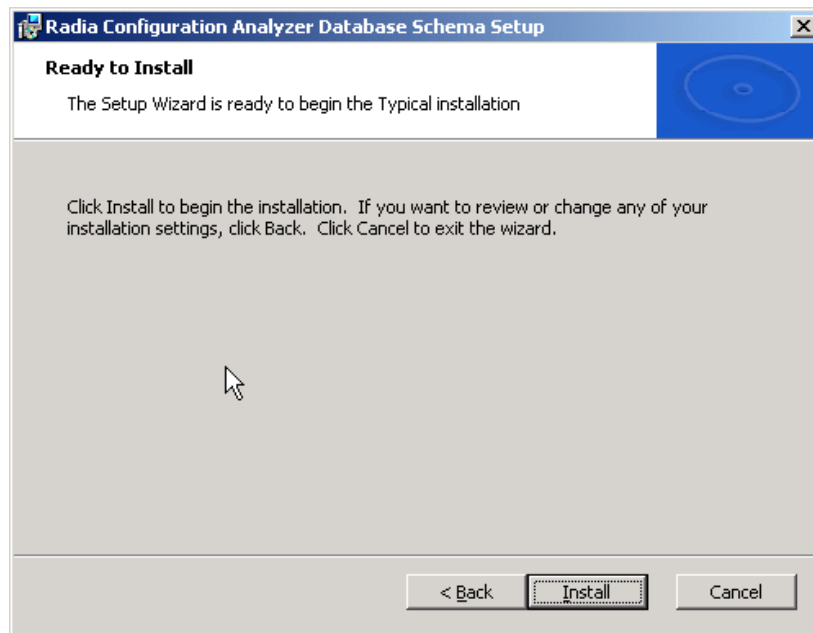 Radia Configuration Analyzer Database Schema Setup
Ready to Install
The Setup Wizard is ready to begin the Typical installation
Click Install to begin the installation.  If you want to review or change any of your
installation settings, click Back.  Click Cancel to exit the wizard.
< Back
Install
Cancel